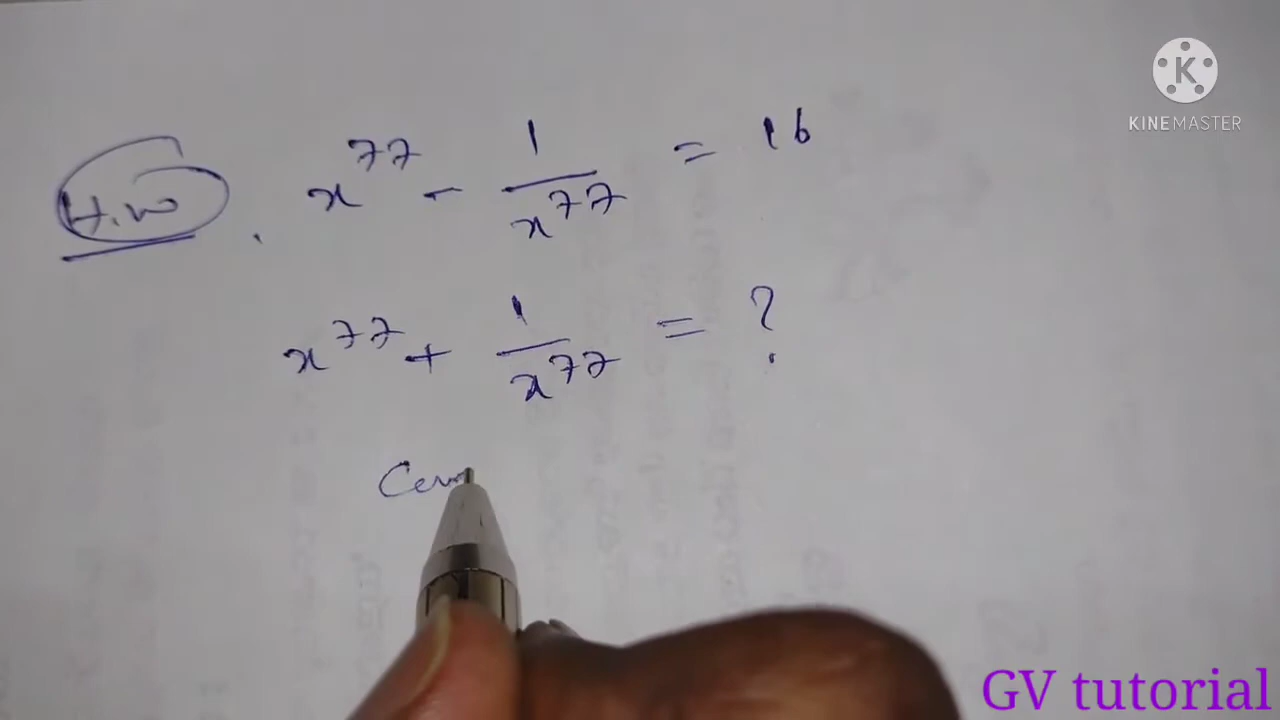 K
KINEMASTER
H.W . x^77 - 1/x^77 = 16
x^77 + 1/x^77 = ?
GV tutorial